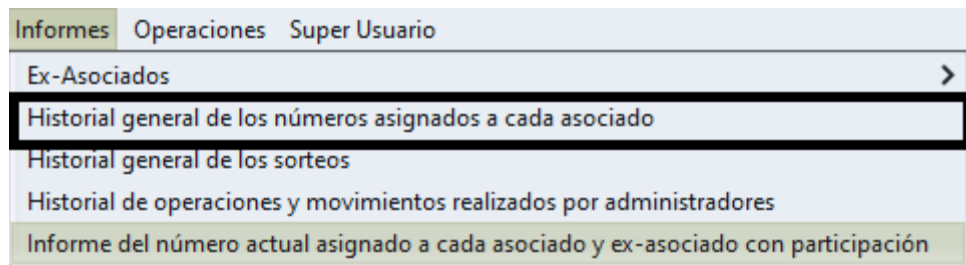 Informes Operaciones Super Usuario
Ex-Asociados
Historial general de los números asignados a cada asociado
Historial general de los sorteos
Historial de operaciones y movimientos realizados por administradores
Informe del número actual asignado a cada asociado y ex-asociado con participación